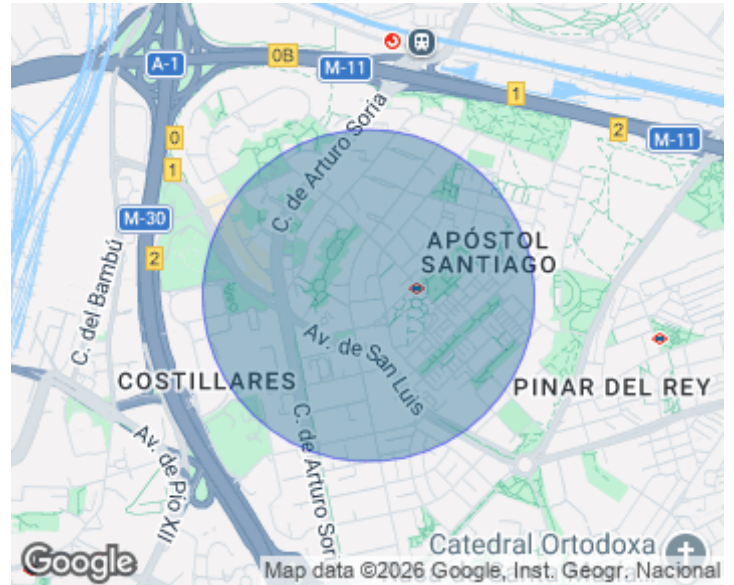 A-1
0B
M-11
1
2
M-11
0
1
C. de Arturo Soria
M-30
2
C. del Bambú
APÓSTOL
SANTIAGO
Av. de San Luis
COSTILLARES
PINAR DEL REY
Av. de Pío XII
C. de Arturo Sor
Catedral Ortodoxa
Google
Map data ©2026 Google, Inst. Geogr. Nacional